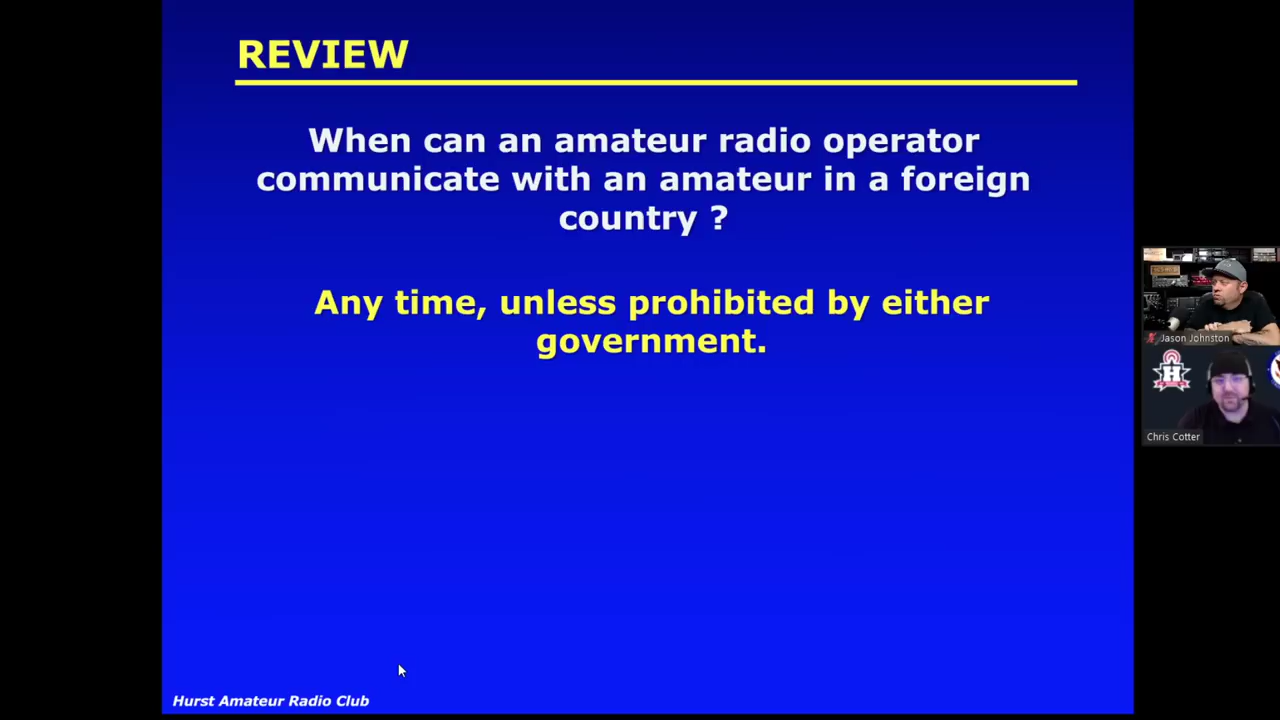 REVIEW
When can an amateur radio operator
communicate with an amateur in a foreign
country ?
Any time, unless prohibited by either
government.
Jason Johnston
H
Chris Cotter
Hurst Amateur Radio Club